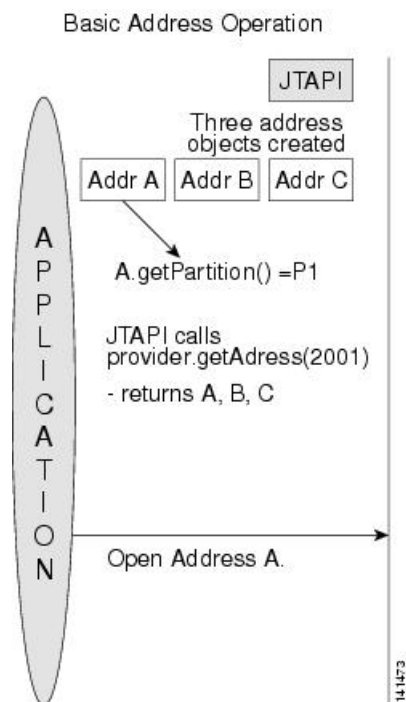 Basic Address Operation
JTAPI
Three address
objects created
Addr A Addr B Addr C
A.getPartition() =P1
JTAPI calls
provider.getAdress(2001)
- returns A, B, C
APPLICATION
Open Address A.
141473